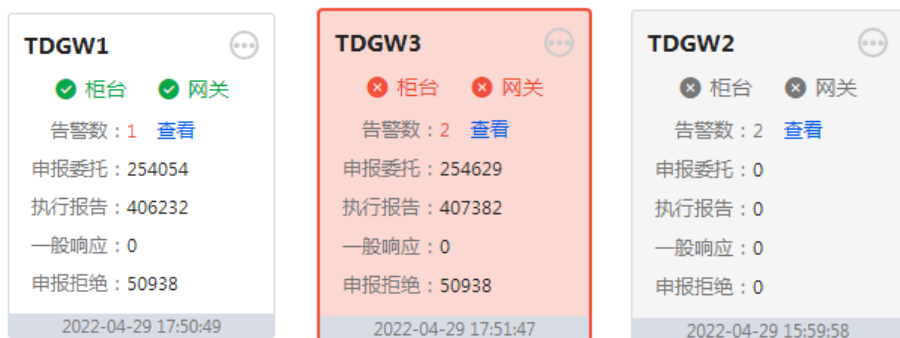 TDGW1
柜台 网关
告警数：1 查看
申报委托：254054
执行报告：406232
一般响应：0
申报拒绝：50938
2022-04-29 17:50:49
TDGW3
柜台 网关
告警数：2 查看
申报委托：254629
执行报告：407382
一般响应：0
申报拒绝：50938
2022-04-29 17:51:47
TDGW2
柜台 网关
告警数：2 查看
申报委托：0
执行报告：0
一般响应：0
申报拒绝：0
2022-04-29 15:59:58